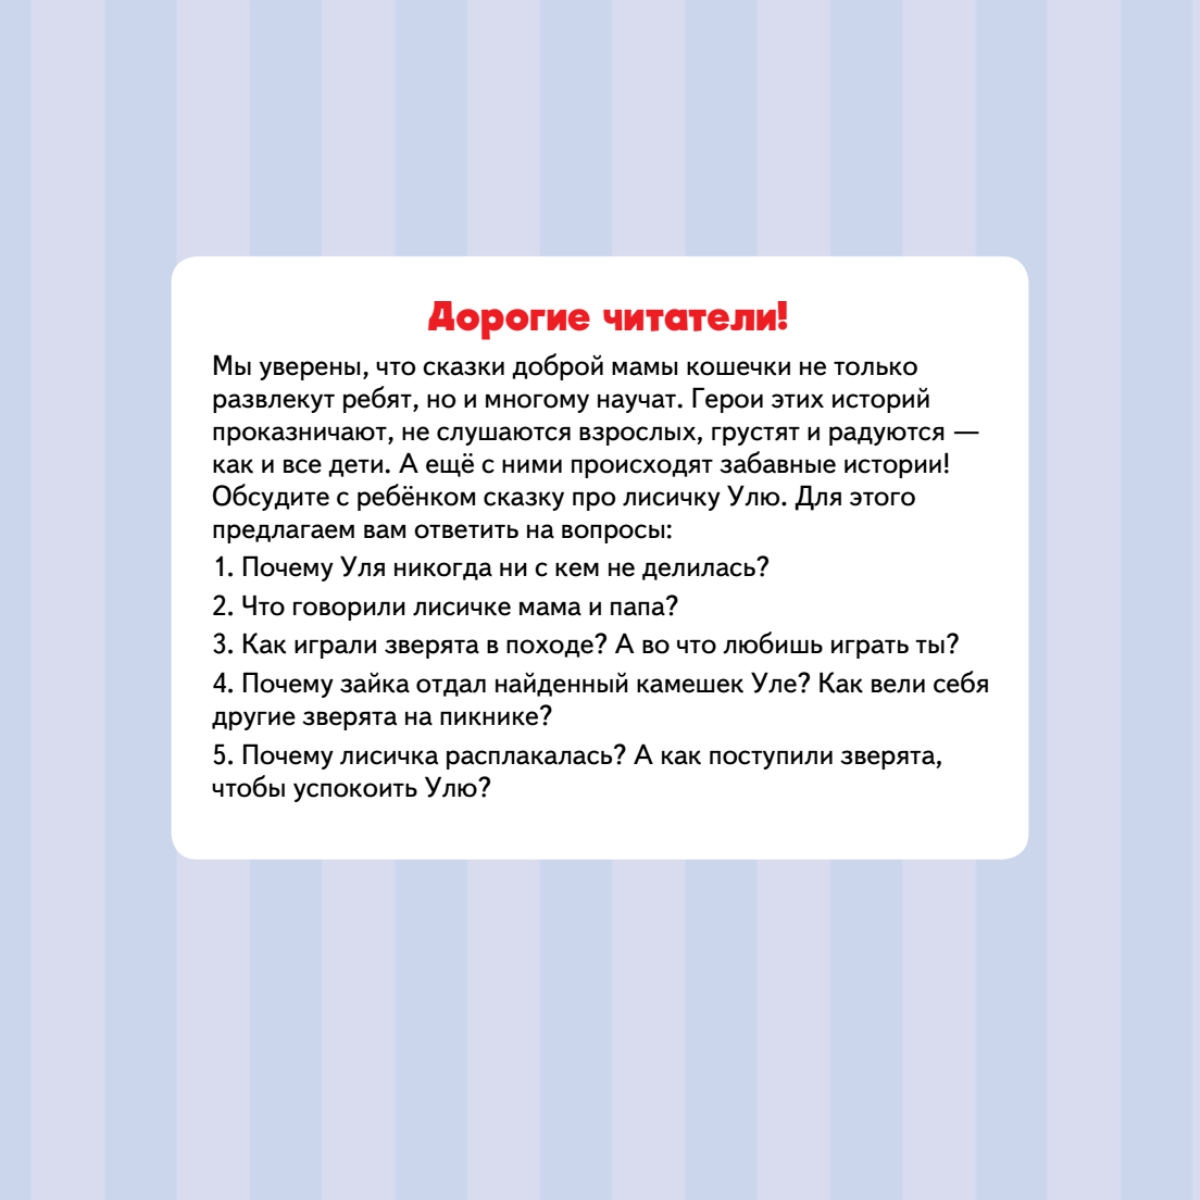 Дорогие читатели!
Мы уверены, что сказки доброй мамы кошечки не только
развлекут ребят, но и многому научат. Герои этих историй
проказничают, не слушаются взрослых, грустят и радуются —
как и все дети. А ещё с ними происходят забавные истории!
Обсудите с ребёнком сказку про лисичку Улю. Для этого
предлагаем вам ответить на вопросы:
1. Почему Уля никогда ни с кем не делилась?
2. Что говорили лисичке мама и папа?
3. Как играли зверята в походе? А во что любишь играть ты?
4. Почему зайка отдал найденный камешек Уле? Как вели себя
другие зверята на пикнике?
5. Почему лисичка расплакалась? А как поступили зверята,
чтобы успокоить Улю?